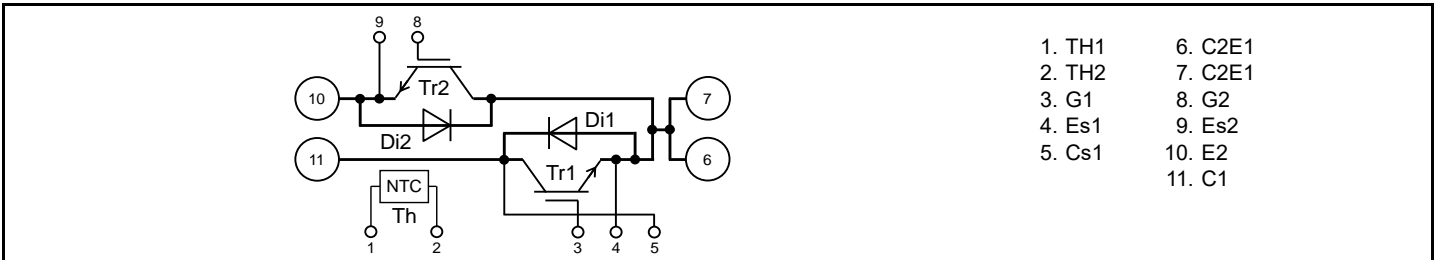 9 8
Tr2
10
7
Di2
Di1
11
6
Tr1
NTC
Th
1 2 3 4 5
1. TH1
2. TH2
3. G1
4. Es1
5. Cs1
6. C2E1
7. C2E1
8. G2
9. Es2
10. E2
11. C1